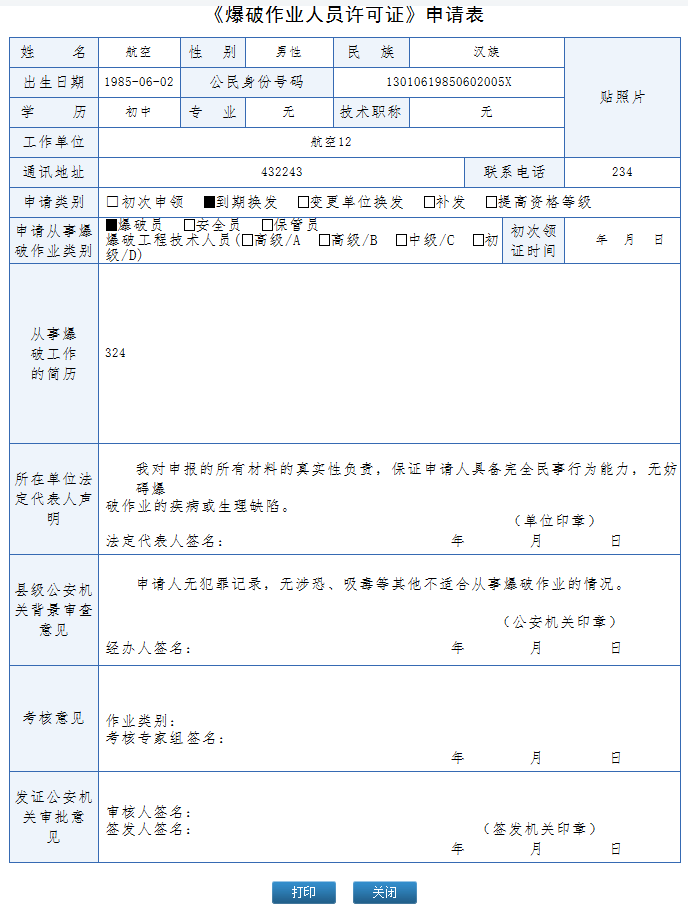 《爆破作业人员许可证》申请表
姓 名 航空 性 别 男性 民 族 汉族
出生日期 1985-06-02 公民身份号码 13010619850602005X
贴照片
学 历 初中 专 业 无 技术职称 无
工作单位 航空12
通讯地址 432243 联系电话 234
申请类别 □初次申领 ■到期换发 □变更单位换发 □补发 □提高资格等级
申请从事爆
破作业类别
■爆破员 □安全员 □保管员
爆破工程技术人员(□高级/A □高级/B □中级/C □初
级/D)
初次领
证时间
年 月 日
从事爆
破工作
的简历
324
所在单位法
定代表人声
明
我对申报的所有材料的真实性负责，保证申请人具备完全民事行为能力，无妨
碍爆
破作业的疾病或生理缺陷。
（单位印章）
法定代表人签名： 年 月 日
县级公安机
关背景审查
意见
申请人无犯罪记录，无涉恐、吸毒等其他不适合从事爆破作业的情况。
（公安机关印章）
经办人签名： 年 月 日
考核意见
作业类别：
考核专家组签名：
年 月 日
发证公安机
关审批意
见
审核人签名：
签发人签名： （签发机关印章）
年 月 日
打印 关闭